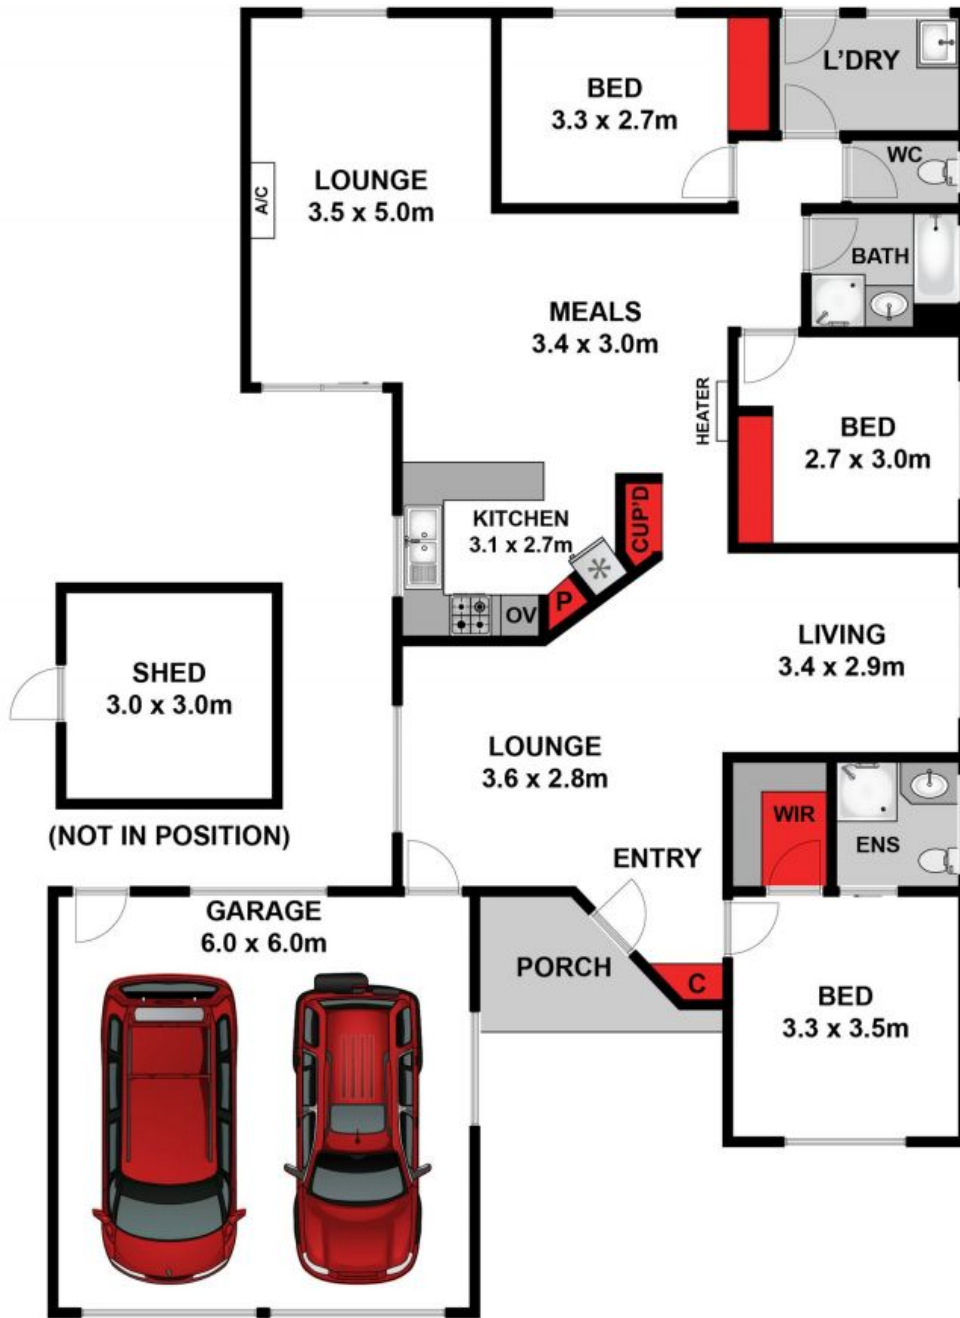 BED
3.3 x 2.7m
L'DRY
LOUNGE
3.5 x 5.0m
A/C
WC
BATH
MEALS
3.4 x 3.0m
HEATER
BED
2.7 x 3.0m
KITCHEN
3.1 x 2.7m
CUP'D
P
OV
SHED
3.0 x 3.0m
(NOT IN POSITION)
LIVING
3.4 x 2.9m
LOUNGE
3.6 x 2.8m
WIR
ENS
ENTRY
GARAGE
6.0 x 6.0m
PORCH
C
BED
3.3 x 3.5m